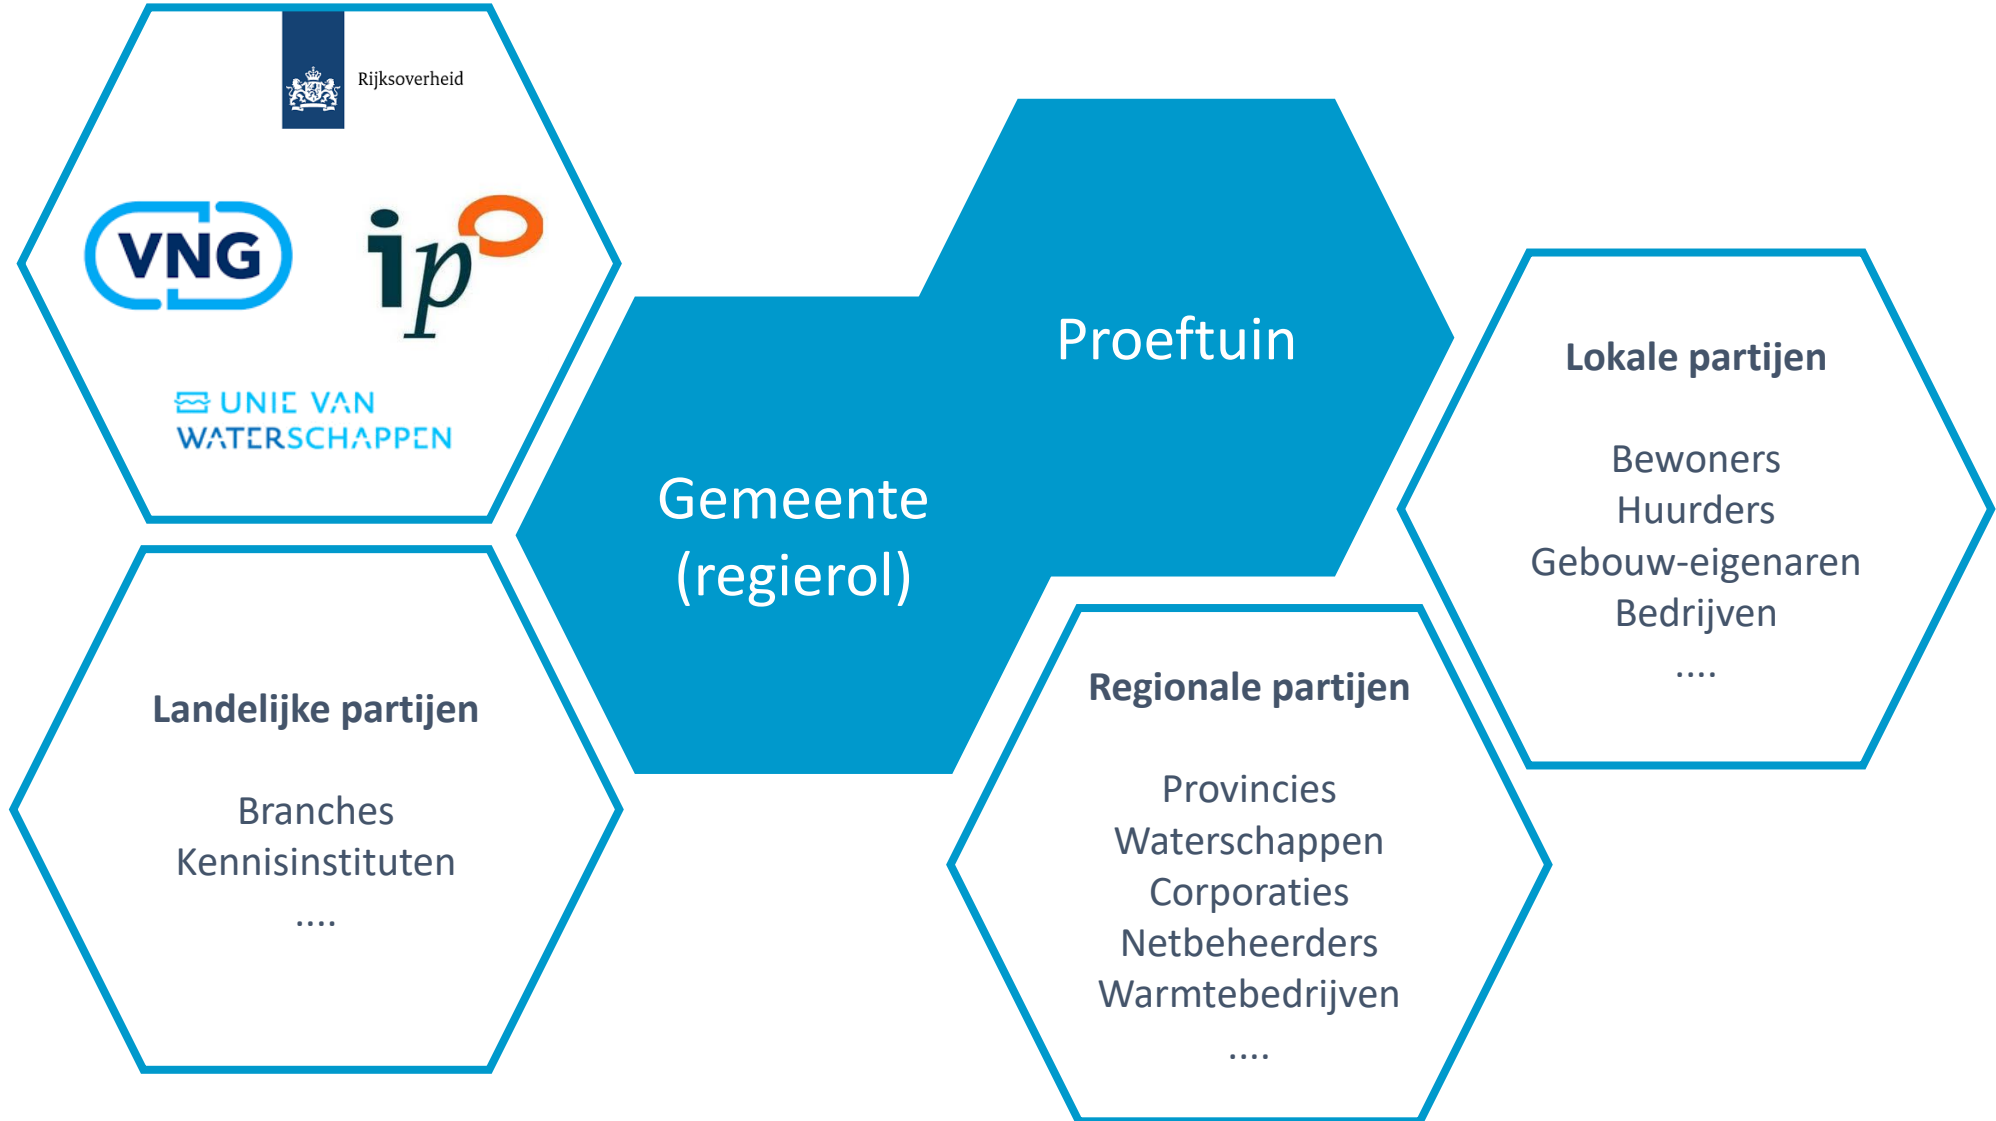 Rijksoverheid
VNG
ipo
UNIE VAN
WATERSCHAPPEN
Landelijke partijen
Branches
Kennisinstituten
....
Gemeente
(regierol)
Proeftuin
Regionale partijen
Provincies
Waterschappen
Corporaties
Netbeheerders
Warmtebedrijven
....
Lokale partijen
Bewoners
Huurders
Gebouw-eigenaren
Bedrijven
....